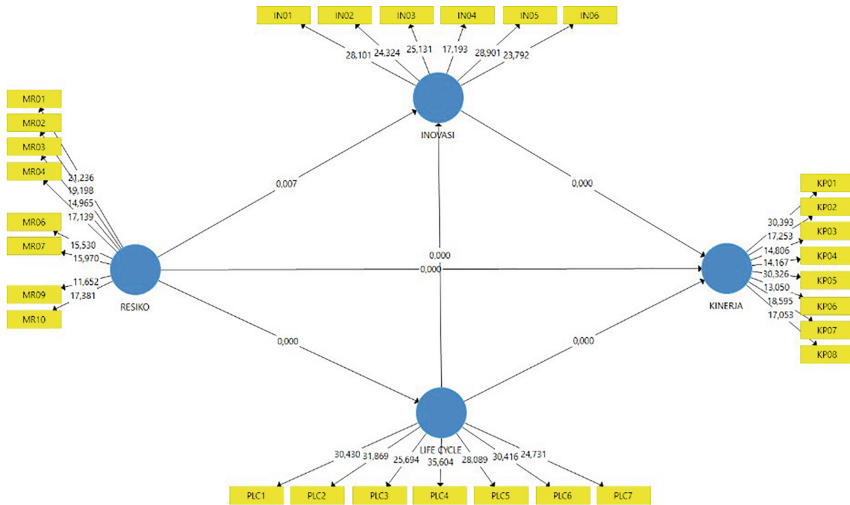 IN01 IN02 IN03 IN04 IN05 IN06
28,101 24,324 25,131 17,193 28,901 23,792
INOVASI
MR01
MR02
MR03
MR04
MR06
MR07
MR09
MR10
21,236
19,198
14,965
17,139
15,530
15,970
11,652
17,381
RESIKO
0,007
0,000
0,000
0,000
0,000
0,000
KINERJA
30,393
17,253
14,806
14,167
30,326
13,050
18,595
17,053
KP01
KP02
KP03
KP04
KP05
KP06
KP07
KP08
LIFE CYCLE
30,430 31,869 25,694 35,604 28,089 30,416 24,731
PLC1 PLC2 PLC3 PLC4 PLC5 PLC6 PLC7